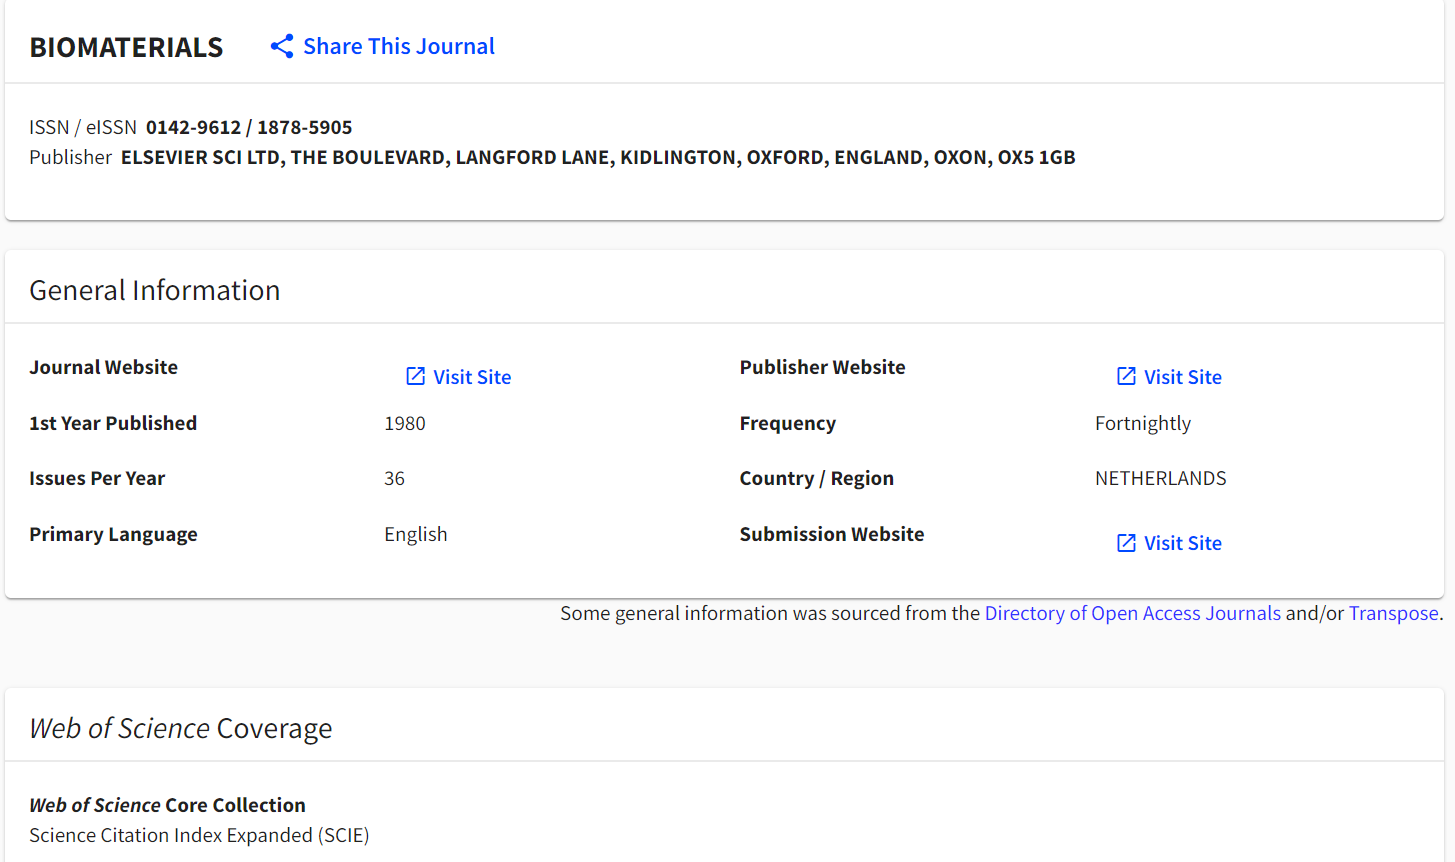 BIOMATERIALS Share This Journal
ISSN / eISSN 0142-9612 / 1878-5905
Publisher ELSEVIER SCI LTD, THE BOULEVARD, LANGFORD LANE, KIDLINGTON, OXFORD, ENGLAND, OXON, OX5 1GB
General Information
Journal Website Visit Site Publisher Website Visit Site
1st Year Published 1980 Frequency Fortnightly
Issues Per Year 36 Country / Region NETHERLANDS
Primary Language English Submission Website Visit Site
Some general information was sourced from the Directory of Open Access Journals and/or Transpose.
Web of Science Coverage
Web of Science Core Collection
Science Citation Index Expanded (SCIE)